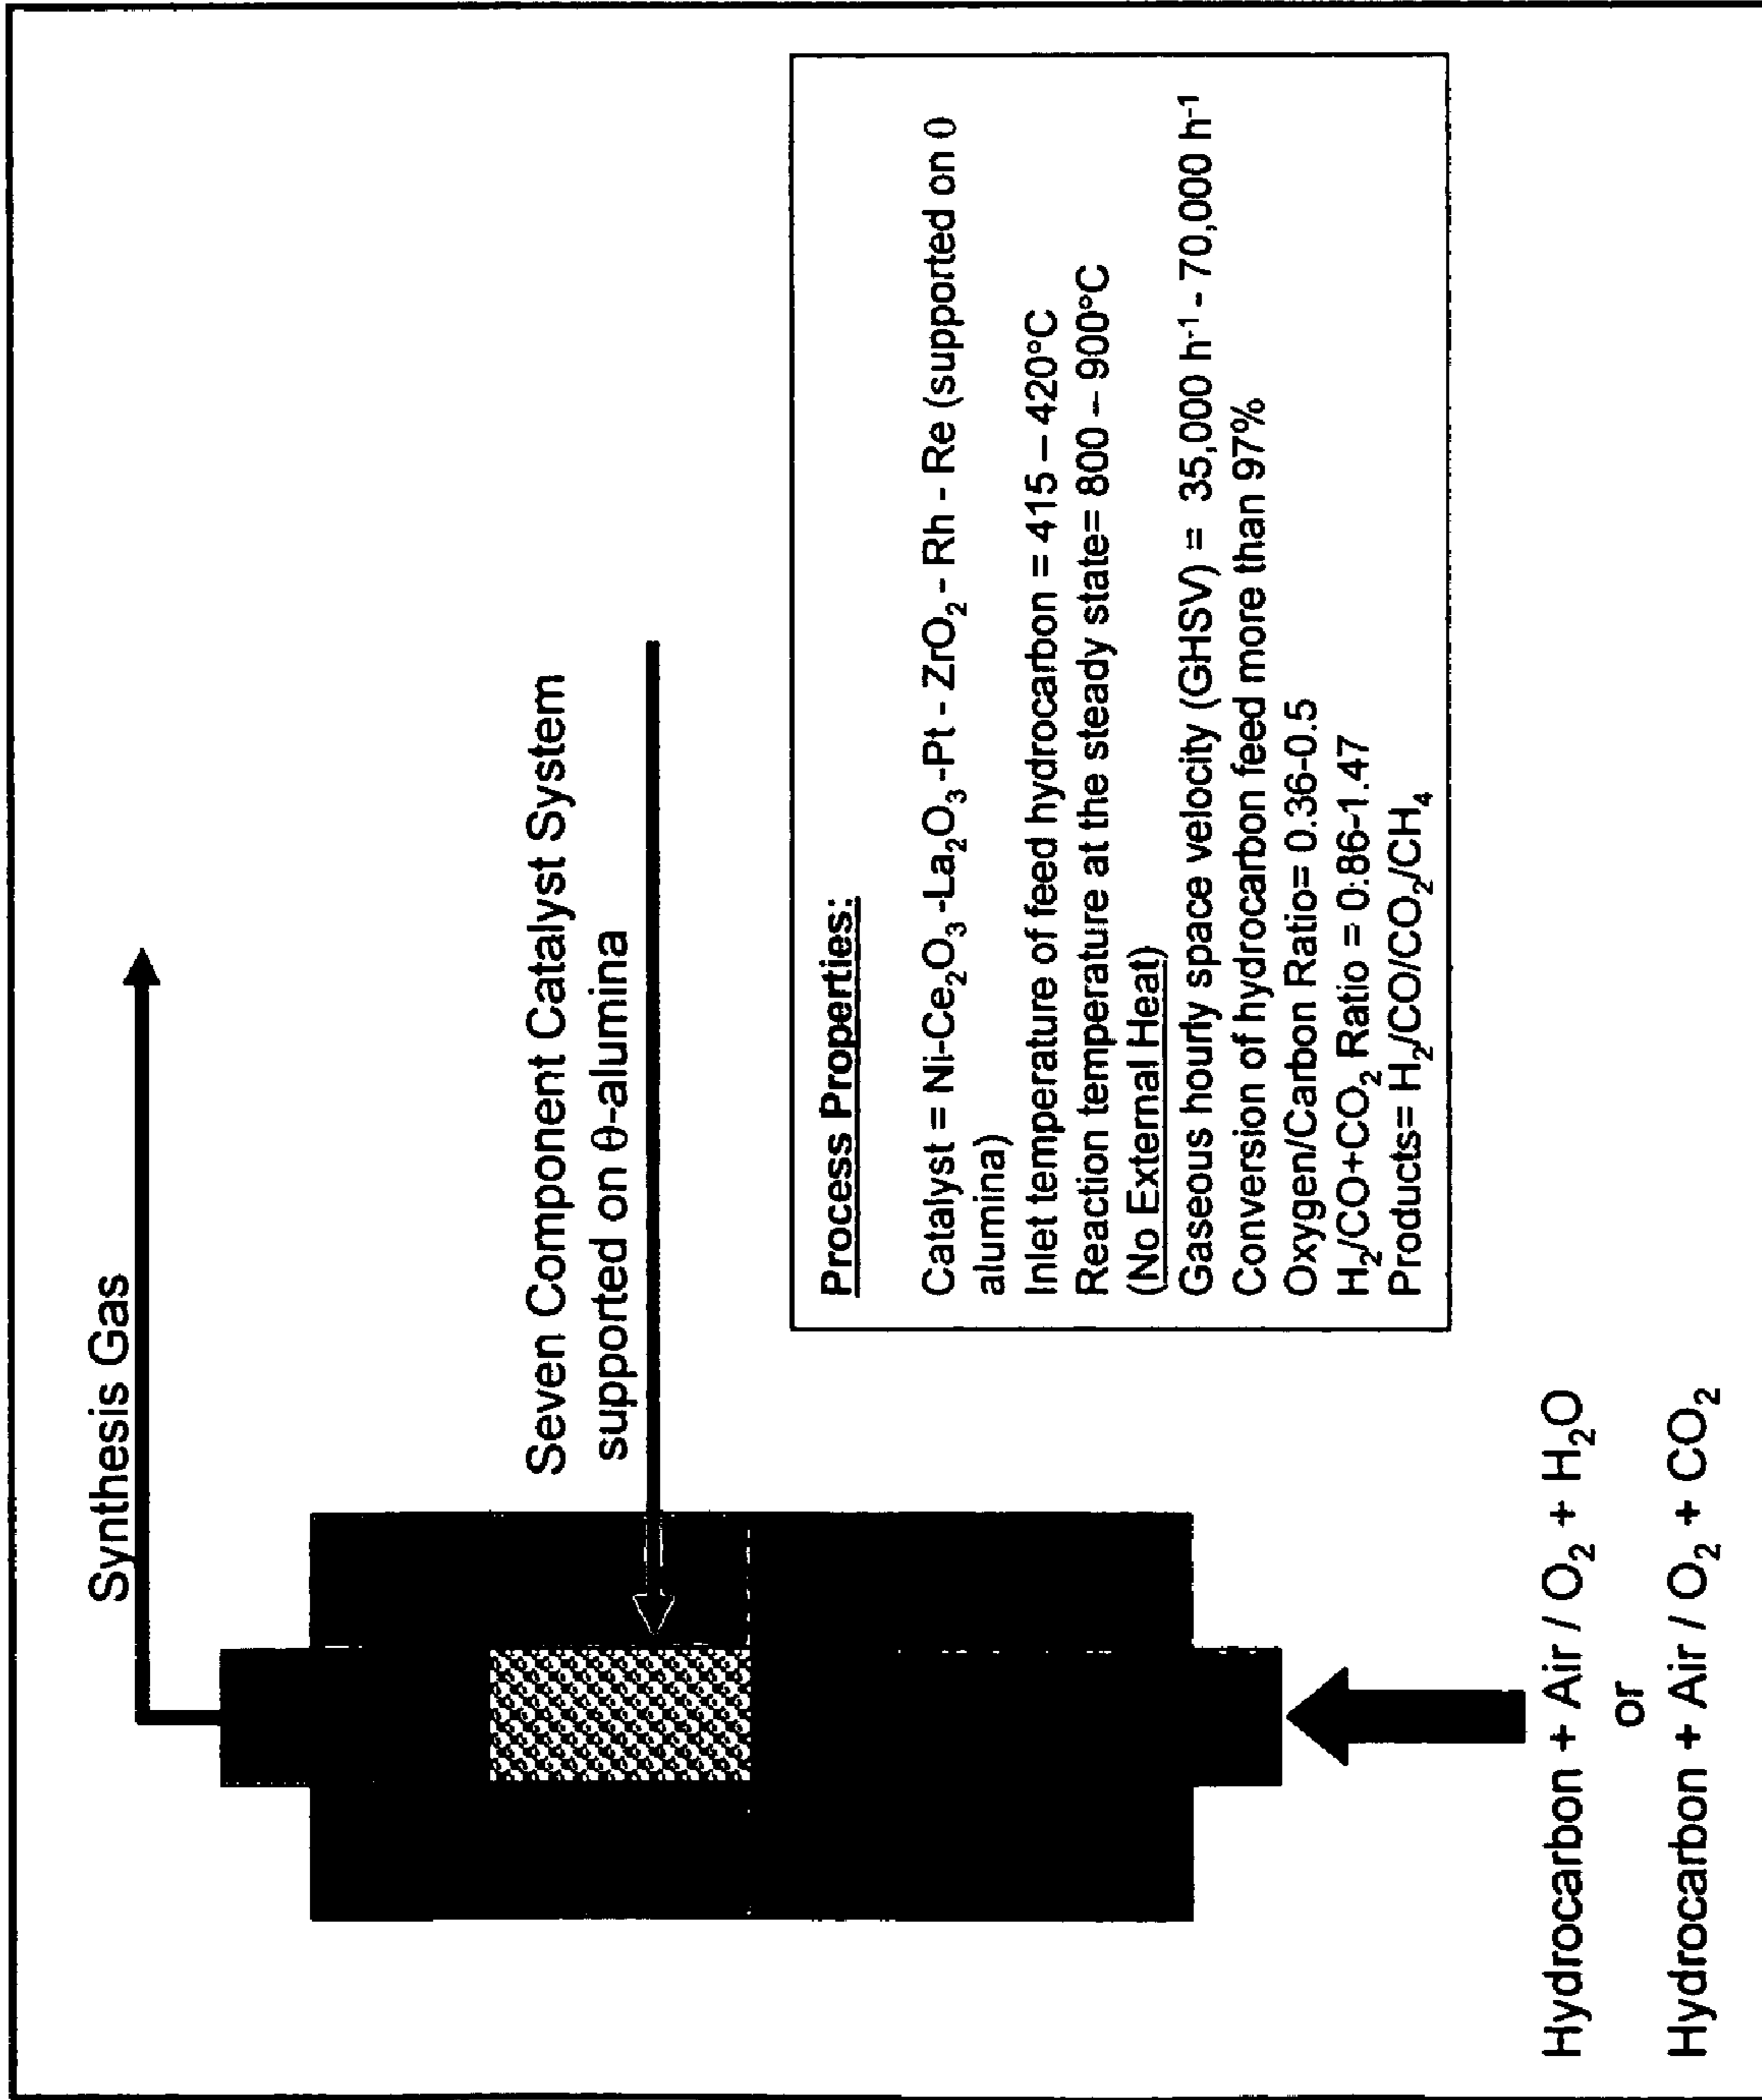 Synthesis Gas
Seven Component Catalyst System
supported on θ-alumina
Process Properties:
Catalyst = Ni-Ce₂O₃-La₂O₃-Pt - ZrO₂ - Rh - Re (supported on 0
alumina)
Inlet temperature of feed hydrocarbon = 415 – 420°C
Reaction temperature at the steady state= 800 – 900°C
(No External Heat)
Gaseous hourly space velocity (GHSV) = 35,000 h⁻¹ - 70,000 h⁻¹
Conversion of hydrocarbon feed more than 97%
Oxygen/Carbon Ratio= 0.36-0.5
H₂/CO+CO₂ Ratio = 0.86-1.47
Products= H₂/CO/CO₂/CH₄
Hydrocarbon + Air / O₂ + H₂O
or
Hydrocarbon + Air / O₂ + CO₂